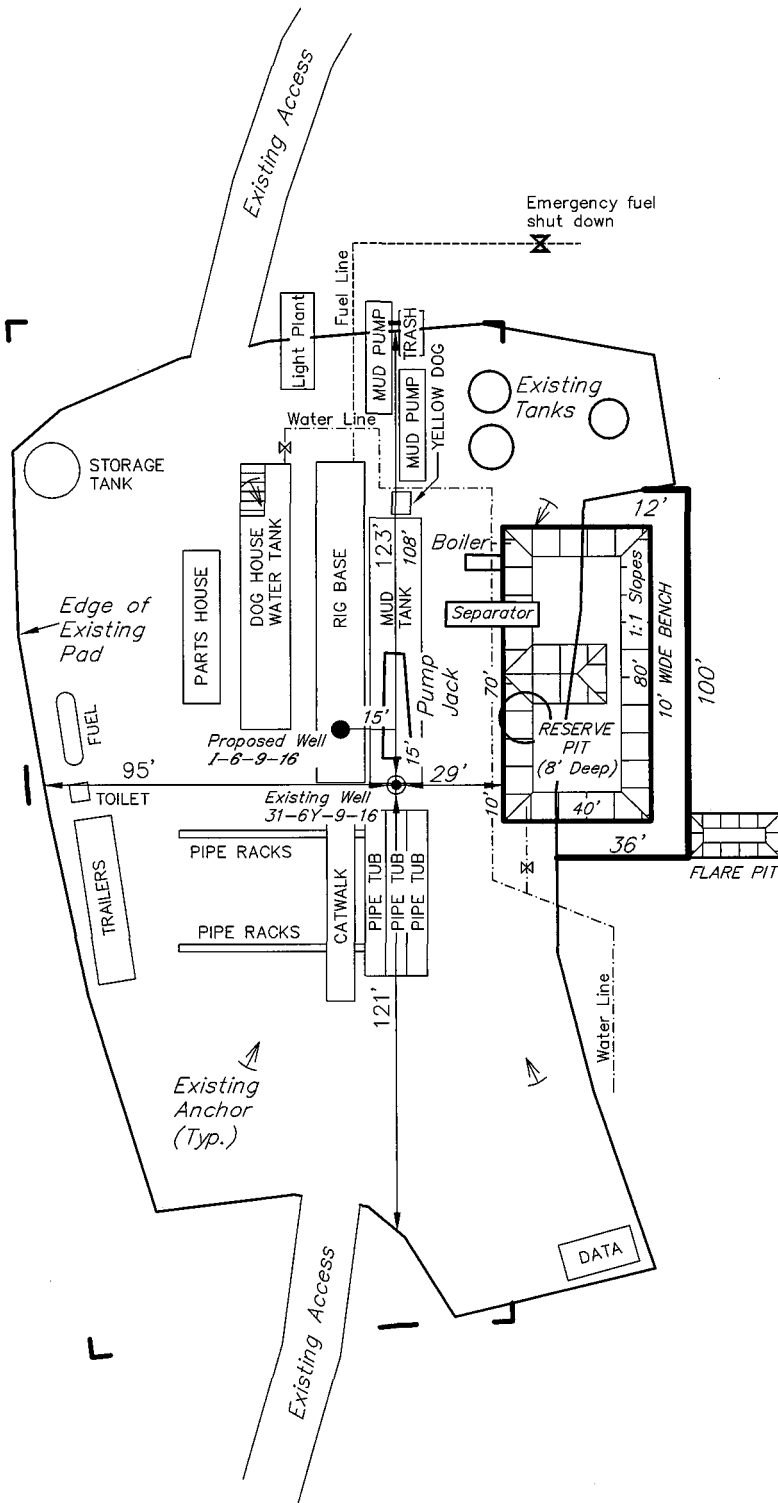 Existing Access
Emergency fuel
shut down
Fuel Line
Light Plant
MUD PUMP
TRASH
MUD PUMP
YELLOW DOG
Water Line
Existing
Tanks
STORAGE
TANK
12'
DOG HOUSE
WATER TANK
RIG BASE
123'
108'
MUD
TANK
Boiler
PARTS HOUSE
Edge of
Existing
Pad
Separator
1:1 Slopes
10' WIDE BENCH
100'
80'
70'
Pump
Jack
FUEL
15'
Proposed Well
I-6-9-16
15'
RESERVE
PIT
(8' Deep)
95'
29'
TOILET
Existing Well
31-6Y-9-16
10'
40'
36'
FLARE PIT
TRAILERS
PIPE RACKS
PIPE RACKS
CATWALK
PIPE TUB
PIPE TUB
PIPE TUB
121'
Water Line
Existing
Anchor
(Typ.)
DATA
Existing Access